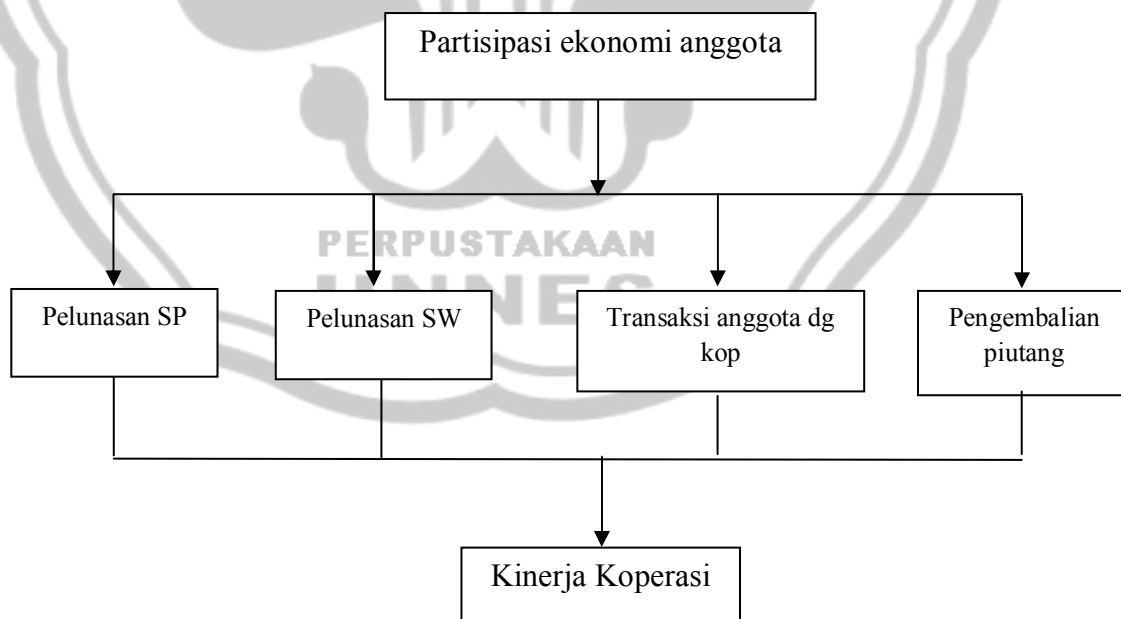 Partisipasi ekonomi anggota
PERPUSTAKAAN
UNNES
Pelunasan SP
Pelunasan SW
Transaksi anggota dg
kop
Pengembalian
piutang
Kinerja Koperasi